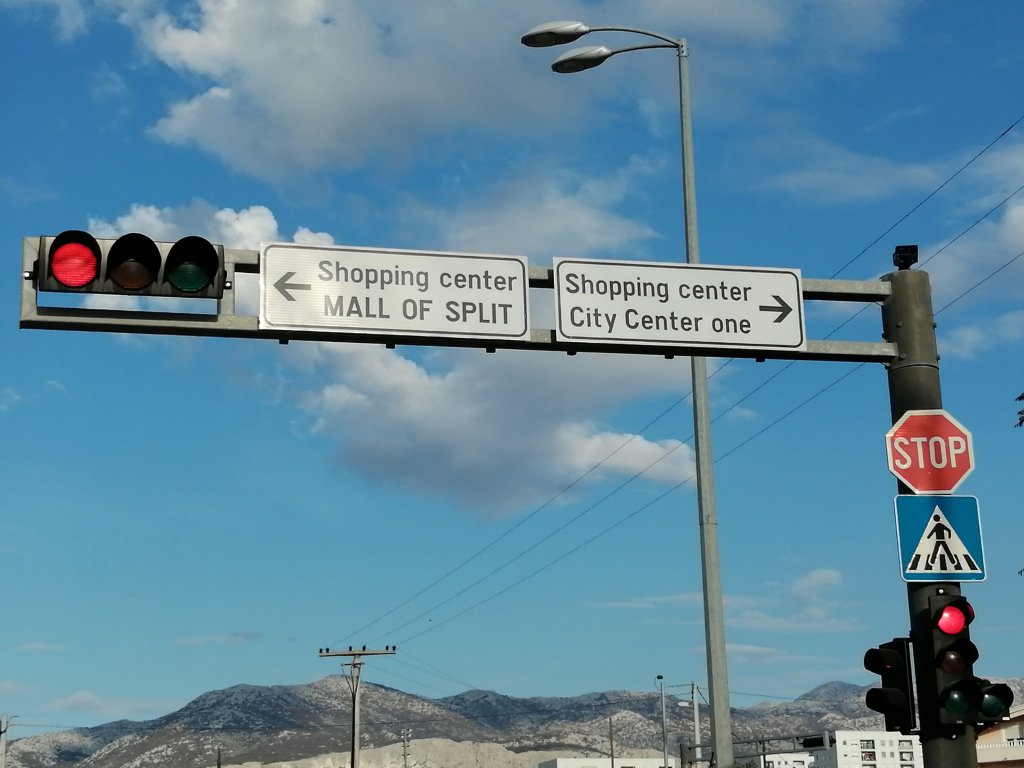 Shopping center
MALL OF SPLIT
Shopping center
City Center one
STOP